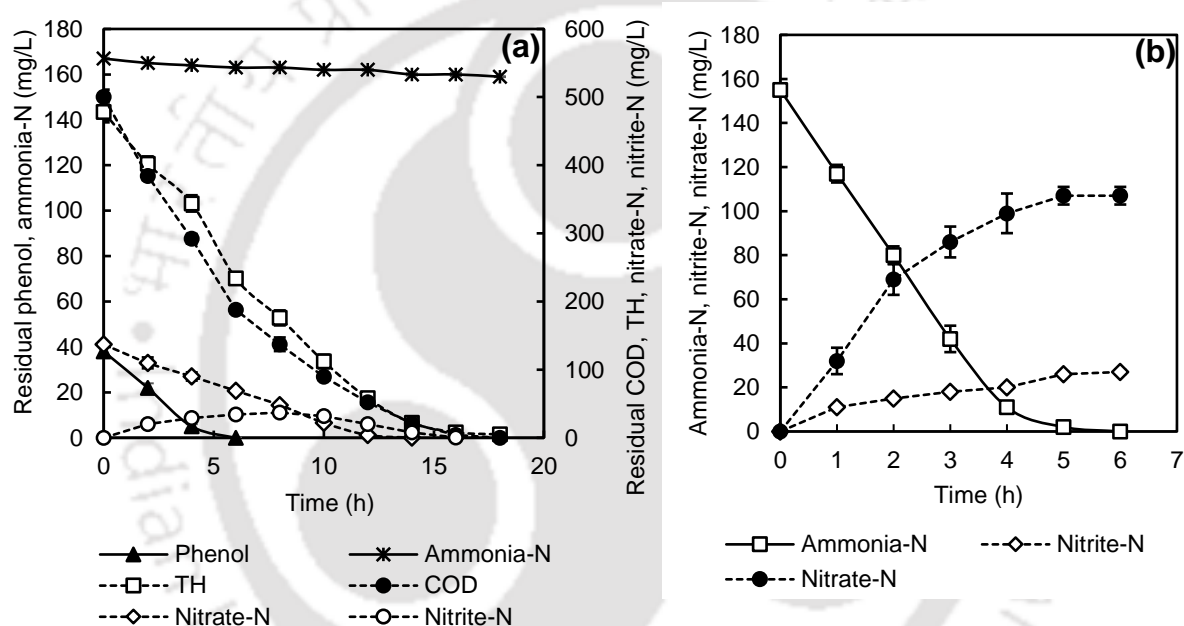 (a)
Residual phenol, ammonia-N (mg/L)
180
160
140
120
100
80
60
40
20
0
600
500
400
300
200
100
0
Residual COD, TH, nitrate-N, nitrite-N (mg/L)
0 5 10 15 20
Time (h)
Phenol Ammonia-N
TH COD
Nitrate-N Nitrite-N
(b)
Ammonia-N, nitrite-N, nitrate-N (mg/L)
180
160
140
120
100
80
60
40
20
0
0 1 2 3 4 5 6 7
Time (h)
Ammonia-N Nitrite-N
Nitrate-N